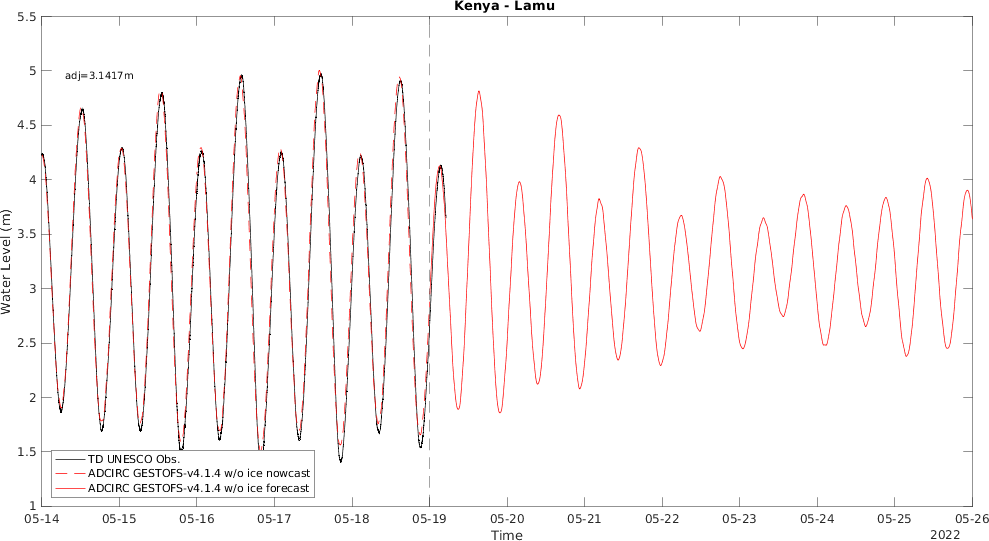 Kenya - Lamu
5.5
5
4.5
4
3.5
3
2.5
2
1.5
1
Water Level (m)
adj=3.1417m
TD UNESCO Obs.
ADCIRC GESTOFS-v4.1.4 w/o ice nowcast
ADCIRC GESTOFS-v4.1.4 w/o ice forecast
05-14 05-15 05-16 05-17 05-18 05-19 05-20 05-21 05-22 05-23 05-24 05-25 05-26
Time
2022